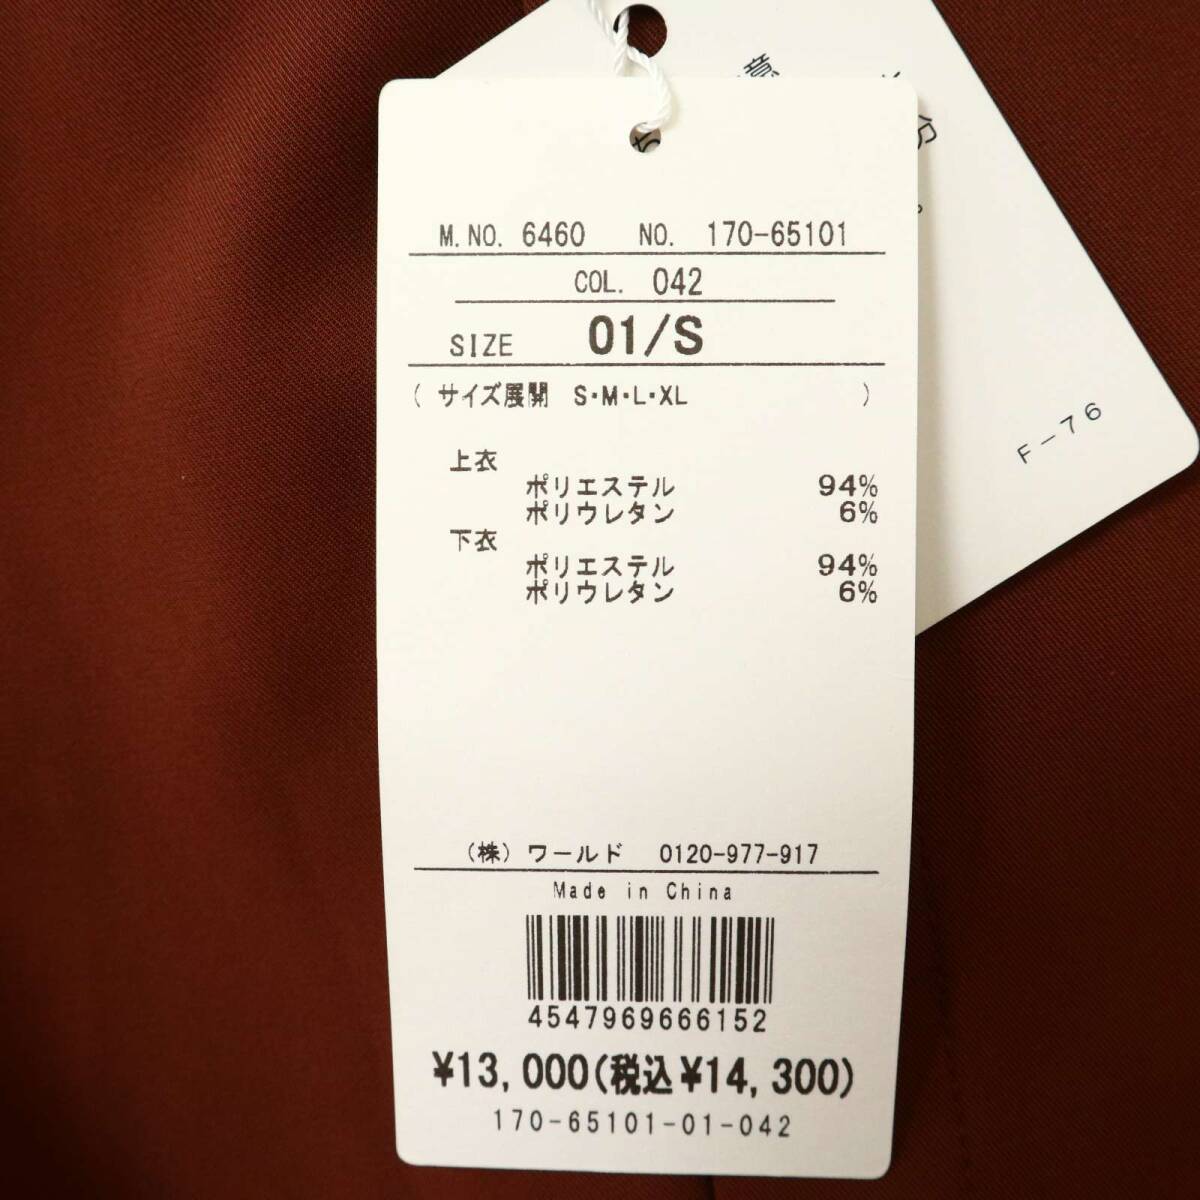 意
分
。
M.NO. 6460 NO. 170-65101
COL. 042
SIZE 01/S
( サイズ展開 S・M・L・XL )
F-76
上衣
ポリエステル 94%
ポリウレタン 6%
下衣
ポリエステル 94%
ポリウレタン 6%
(株) ワールド 0120-977-917
Made in China
4547969666152
¥13,000(税込¥14,300)
170-65101-01-042